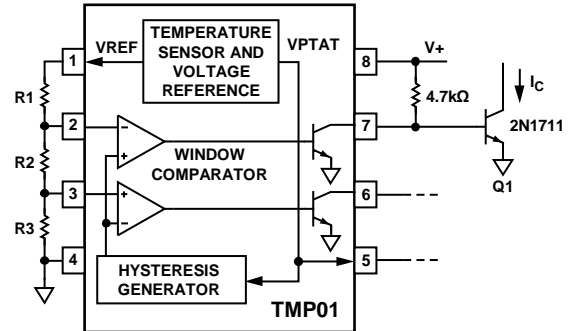 TEMPERATURE
SENSOR AND
VOLTAGE
REFERENCE
VREF
VPTAT
1
8
V+
R1
4.7kΩ
IC
2
7
2N1711
R2
WINDOW
COMPARATOR
Q1
3
6
R3
4
5
HYSTERESIS
GENERATOR
TMP01
−
+
+
−